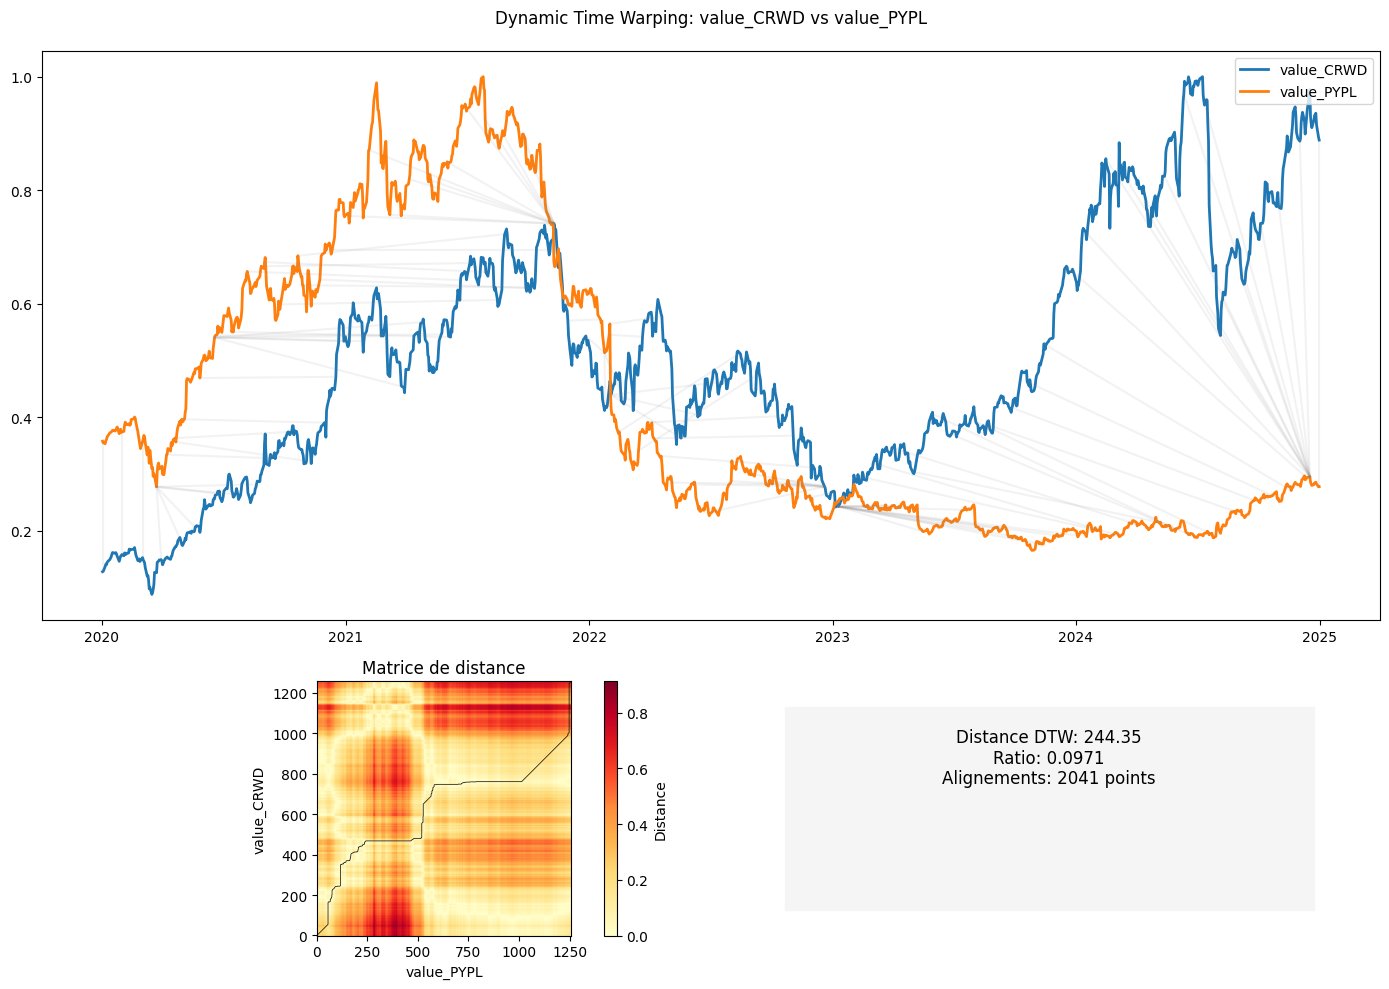 Dynamic Time Warping: value_CRWD vs value_PYPL
1.0
0.8
0.6
0.4
0.2
value_CRWD
value_PYPL
2020 2021 2022 2023 2024 2025
Matrice de distance
1200
1000
800
600
400
200
0
value_CRWD
0 250 500 750 1000 1250
value_PYPL
0.8
0.6
0.4
0.2
0.0
Distance
Distance DTW: 244.35
Ratio: 0.0971
Alignements: 2041 points